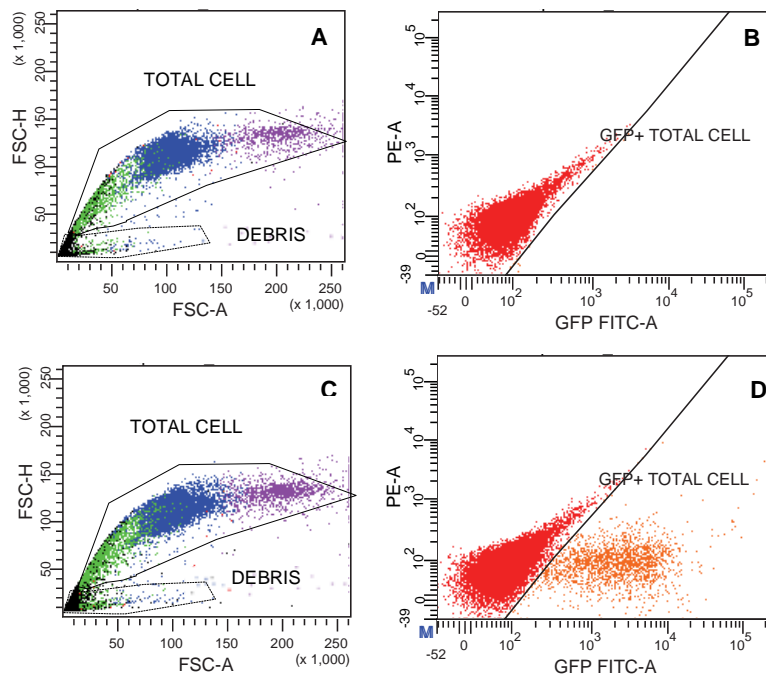 A
(x 1,000)
250
200
150
100
50
FSC-H
TOTAL CELL
DEBRIS
50 100 150 200 250
FSC-A
(x 1,000)
B
PE-A
10^5
10^4
10^3
10^2
0
-39
GFP+ TOTAL CELL
M
-52 0 10^2 10^3 10^4 10^5
GFP FITC-A
C
(x 1,000)
250
200
150
100
50
FSC-H
TOTAL CELL
DEBRIS
50 100 150 200 250
FSC-A
(x 1,000)
D
PE-A
10^5
10^4
10^3
10^2
0
-39
GFP+ TOTAL CELL
M
-52 0 10^2 10^3 10^4 10^5
GFP FITC-A